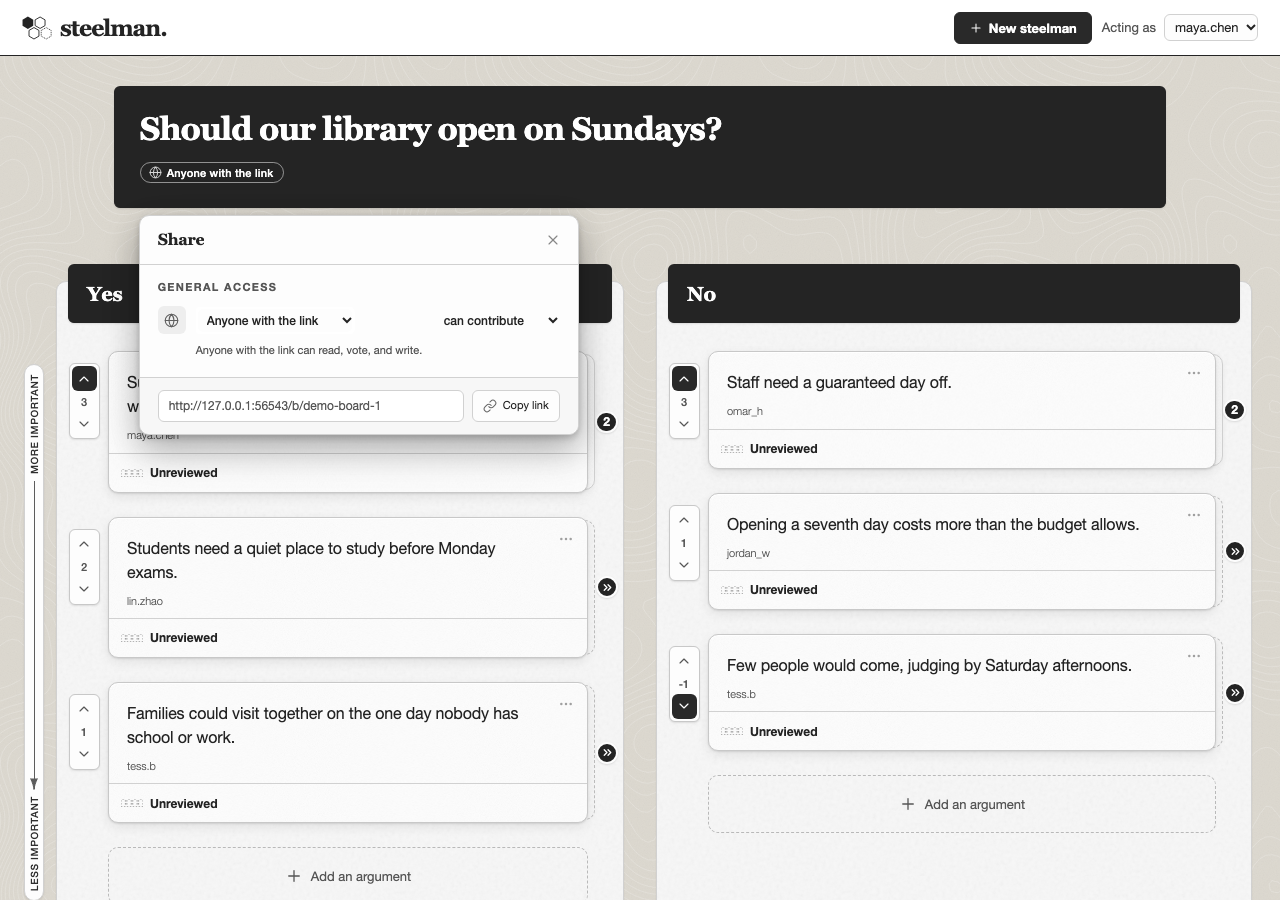 steelman.
New steelman
Acting as
maya.chen
Should our library open on Sundays?
Anyone with the link
Share
GENERAL ACCESS
Anyone with the link
can contribute
Anyone with the link can read, vote, and write.
http://127.0.0.1:56543/b/demo-board-1
Copy link
MORE IMPORTANT
LESS IMPORTANT
Yes
3
maya.chen
2
Unreviewed
2
Students need a quiet place to study before Monday
exams.
lin.zhao
Unreviewed
1
Families could visit together on the one day nobody has
school or work.
tess.b
Unreviewed
Add an argument
No
3
Staff need a guaranteed day off.
omar_h
2
Unreviewed
1
Opening a seventh day costs more than the budget allows.
jordan_w
Unreviewed
-1
Few people would come, judging by Saturday afternoons.
tess.b
Unreviewed
Add an argument